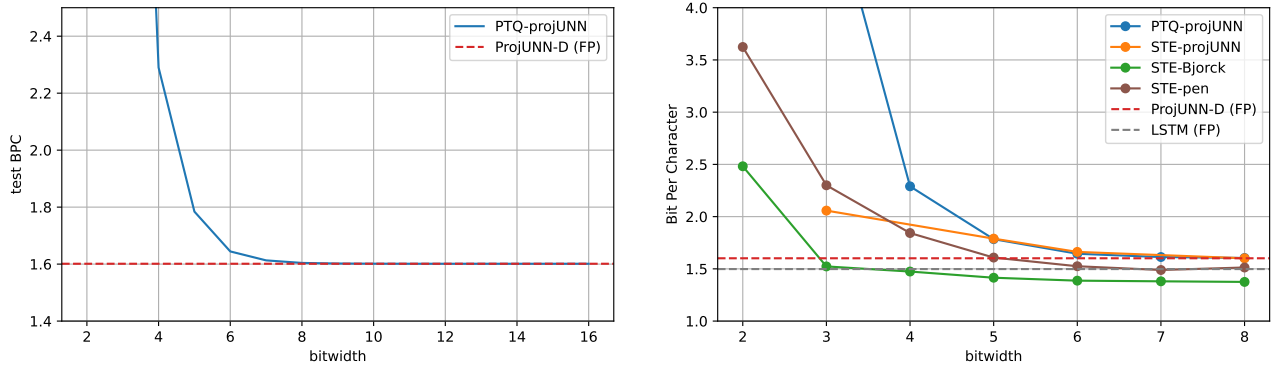 2.4
2.2
2.0
1.8
1.6
1.4
test BPC
2
4
6
8
10
12
14
16
bitwidth
PTQ-projUNN
ProjUNN-D (FP)
4.0
3.5
3.0
2.5
2.0
1.5
1.0
Bit Per Character
2
3
4
5
6
7
8
bitwidth
PTQ-projUNN
STE-projUNN
STE-Bjorck
STE-pen
ProjUNN-D (FP)
LSTM (FP)